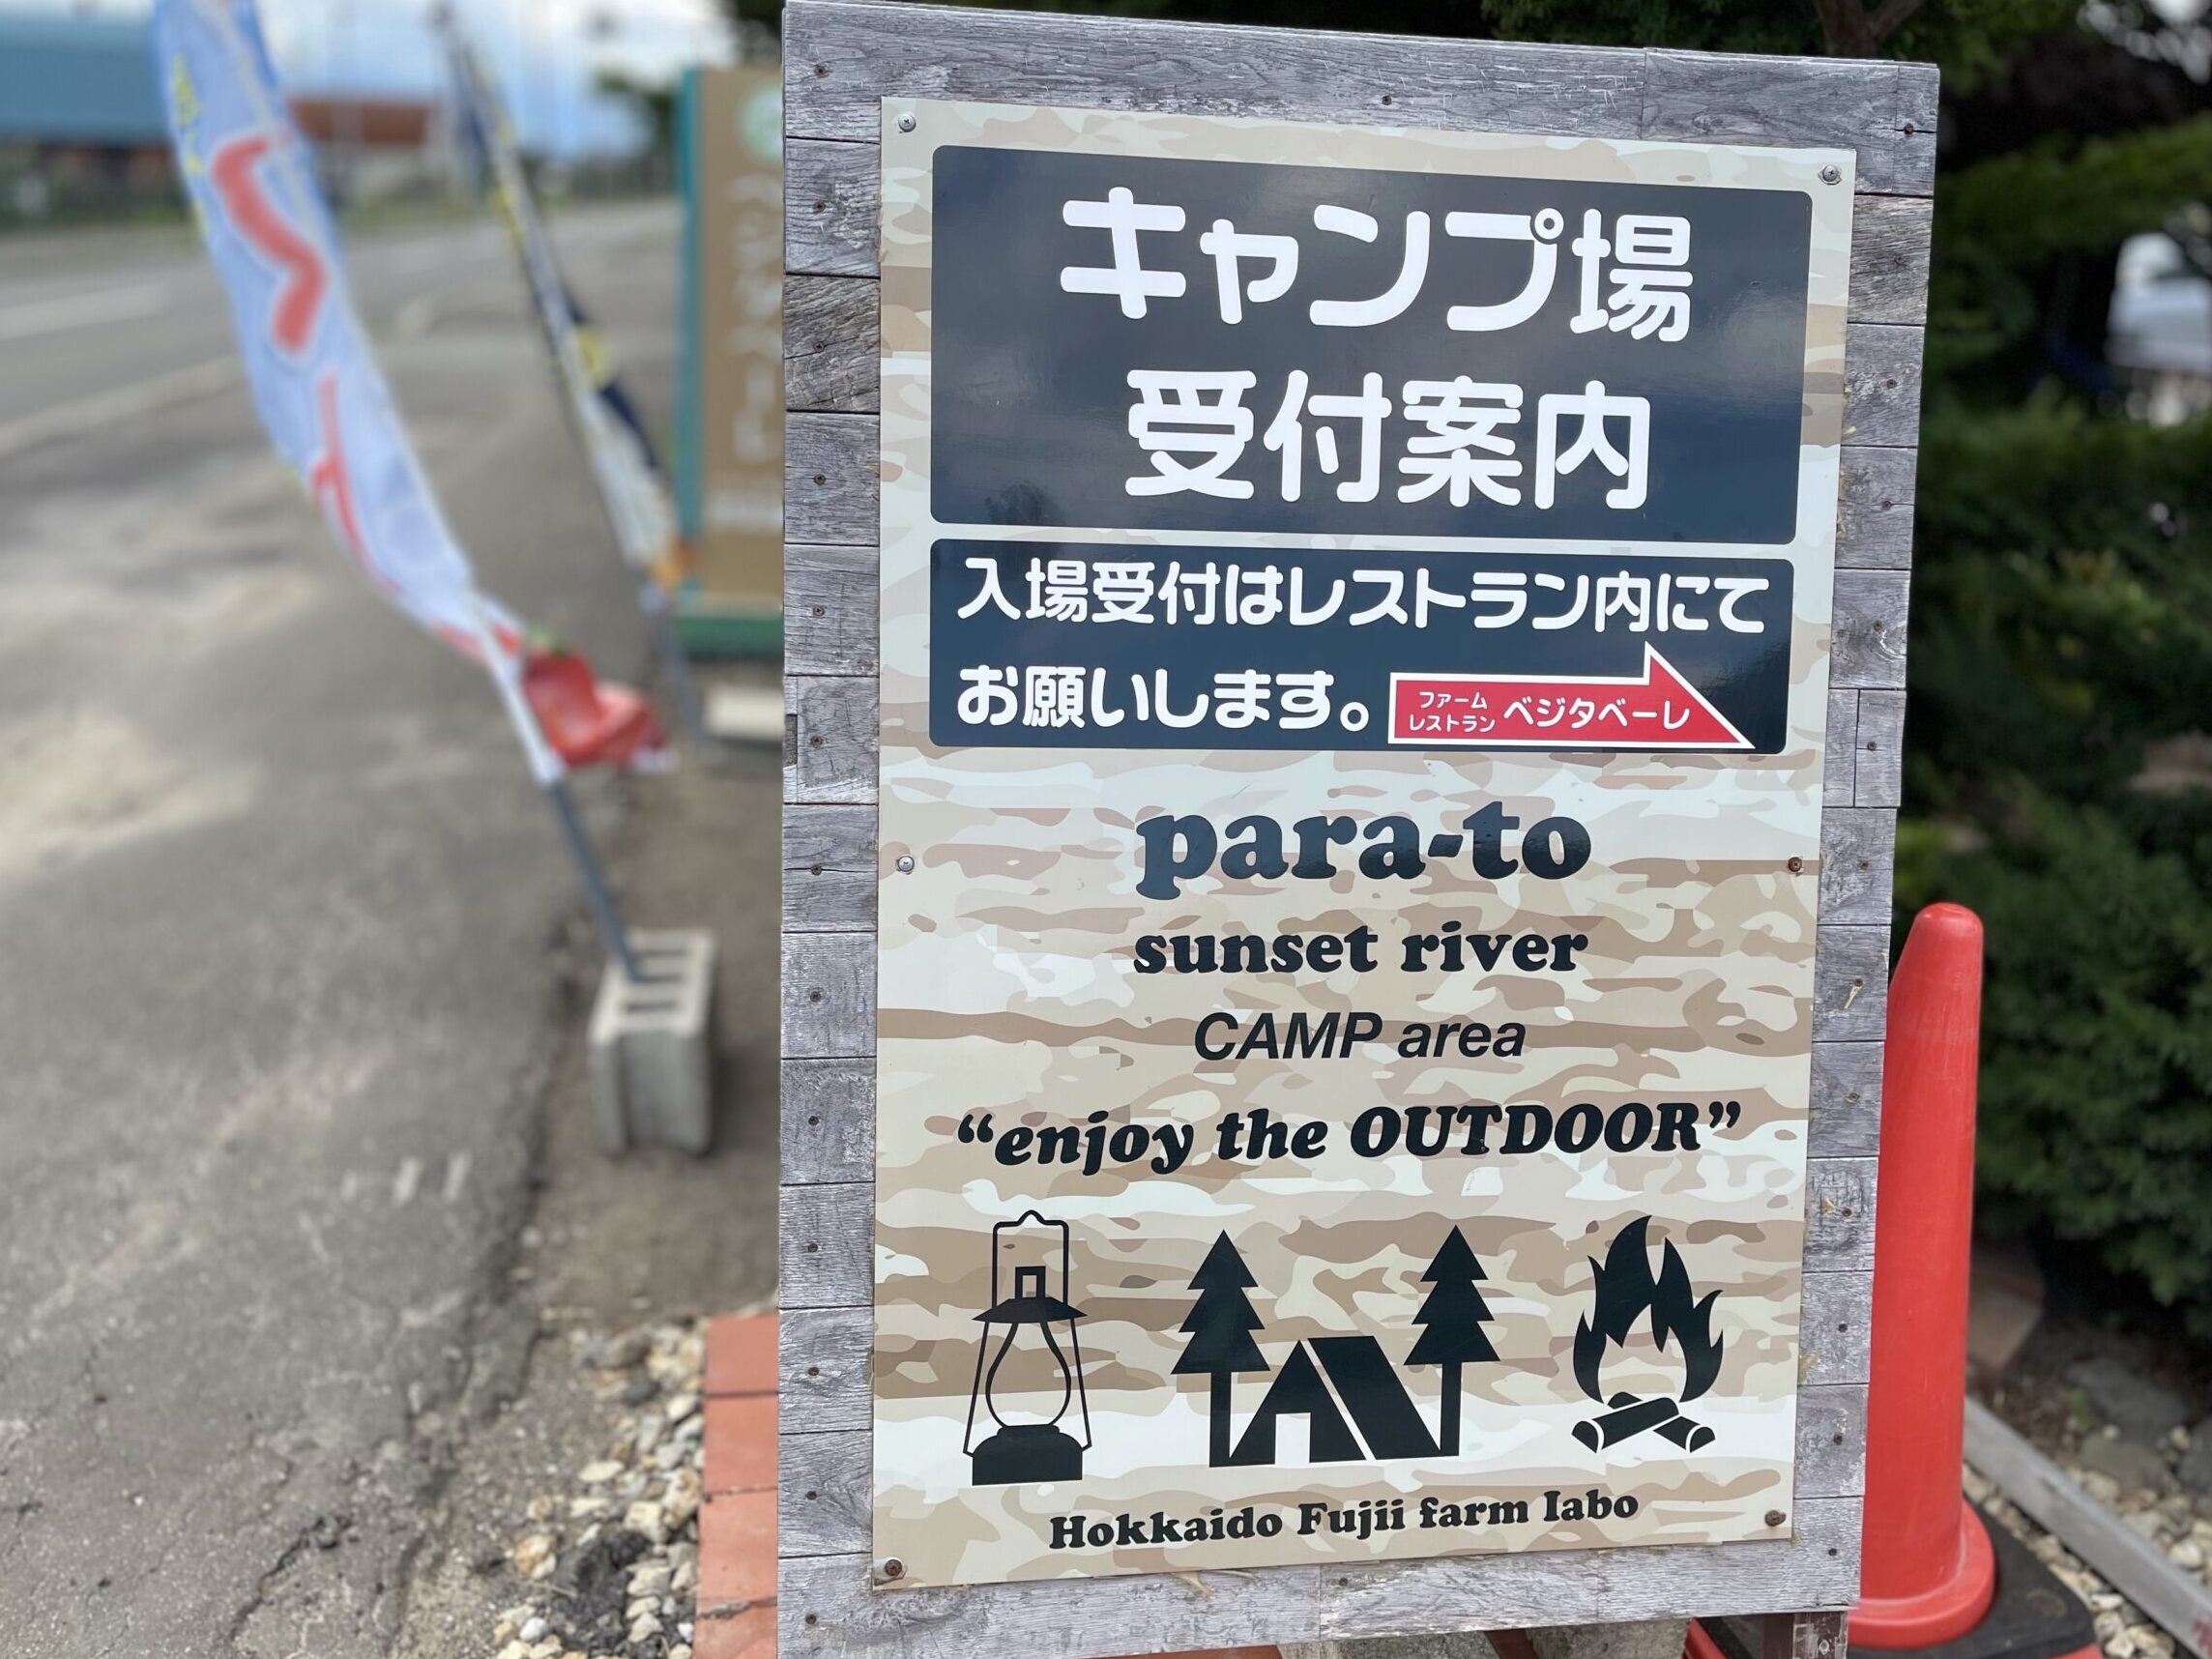 キャンプ場
受付案内
入場受付はレストラン内にて
お願いします。
ファーム
レストラン ベジタベーレ
para-to
sunset river
CAMP area
“enjoy the OUTDOOR”
Hokkaido Fujii farm Iabo